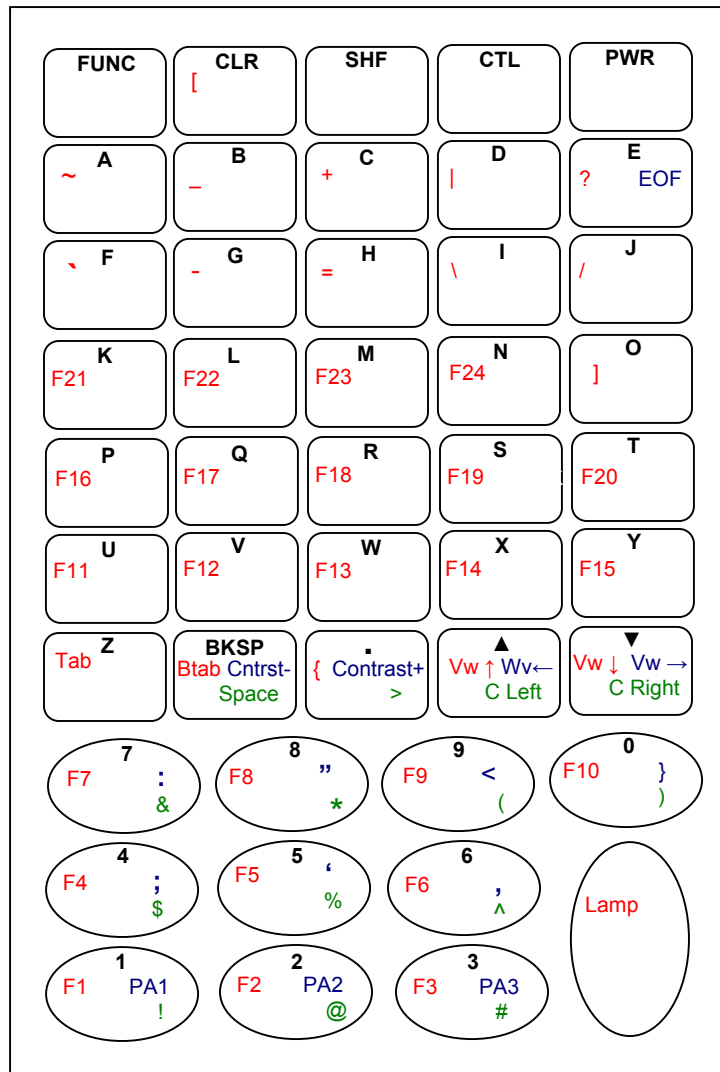 FUNC CLR SHF CTL PWR
[
A B C D E
~ _ + | ? EOF
F G H I J
` - = \ /
K L M N O
F21 F22 F23 F24 ]
P Q R S T
F16 F17 F18 F19 F20
U V W X Y
F11 F12 F13 F14 F15
Z BKSP . ▲ ▼
Tab Btab Cntrst- { Contrast+ Vw ↑ Wv← Vw ↓ Vw →
Space > C Left C Right
7 8 9 0
F7 : F8 ” F9 < F10 }
& * ( )
4 5 6
F4 ; F5 ‘ F6 , Lamp
$ % ^
1 2 3
F1 PA1 F2 PA2 F3 PA3
! @ #